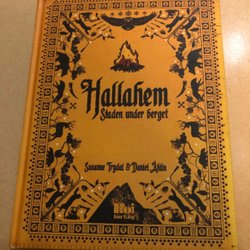 Hallahem
Staden under berget
Susanne Trydal & Daniel Åhlin